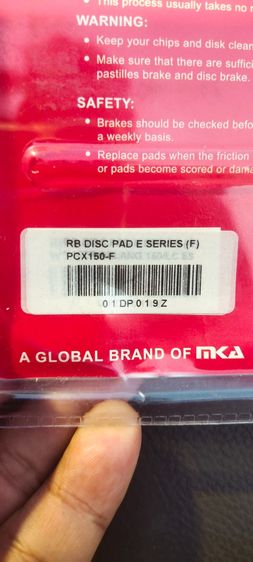 This process usually takes no
WARNING:
Keep your chips and disk clean
Make sure that there are suffici
pastilles brake and disc brake.
SAFETY:
Brakes should be checked befo
a weekly basis.
Replace pads when the friction
or pads become scored or dama
RB DISC PAD E SERIES (F)
PCX150-F
01DP019Z
A GLOBAL BRAND OF MKA